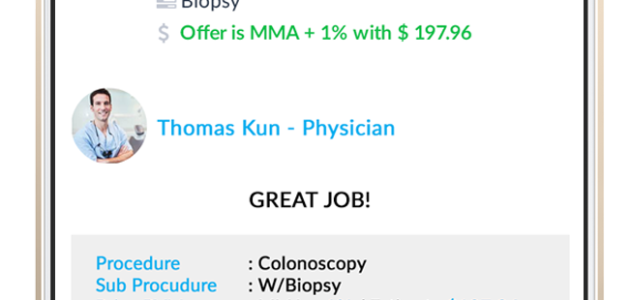 Biopsy
$ Offer is MMA + 1% with $ 197.96
Thomas Kun - Physician
GREAT JOB!
Procedure : Colonoscopy
Sub Procudure : W/Biopsy